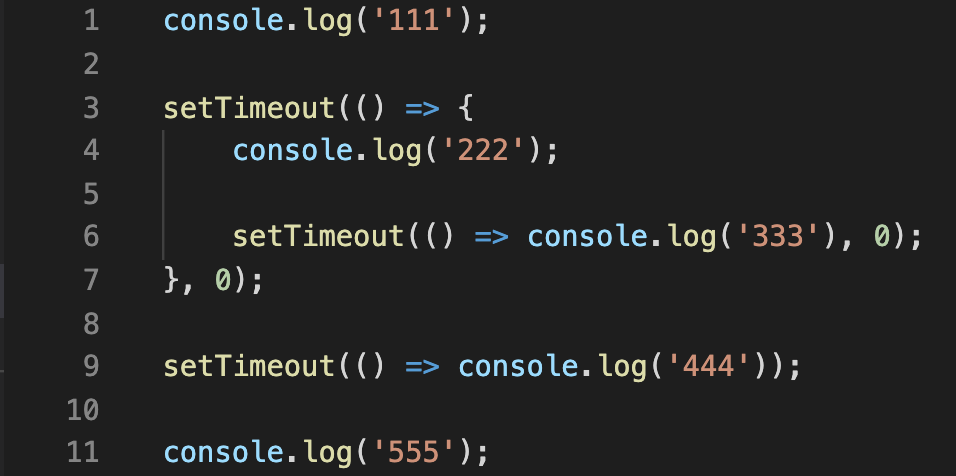 1 console.log('111');
2
3 setTimeout(() => {
4     console.log('222');
5
6     setTimeout(() => console.log('333'), 0);
7 }, 0);
8
9 setTimeout(() => console.log('444'));
10
11 console.log('555');